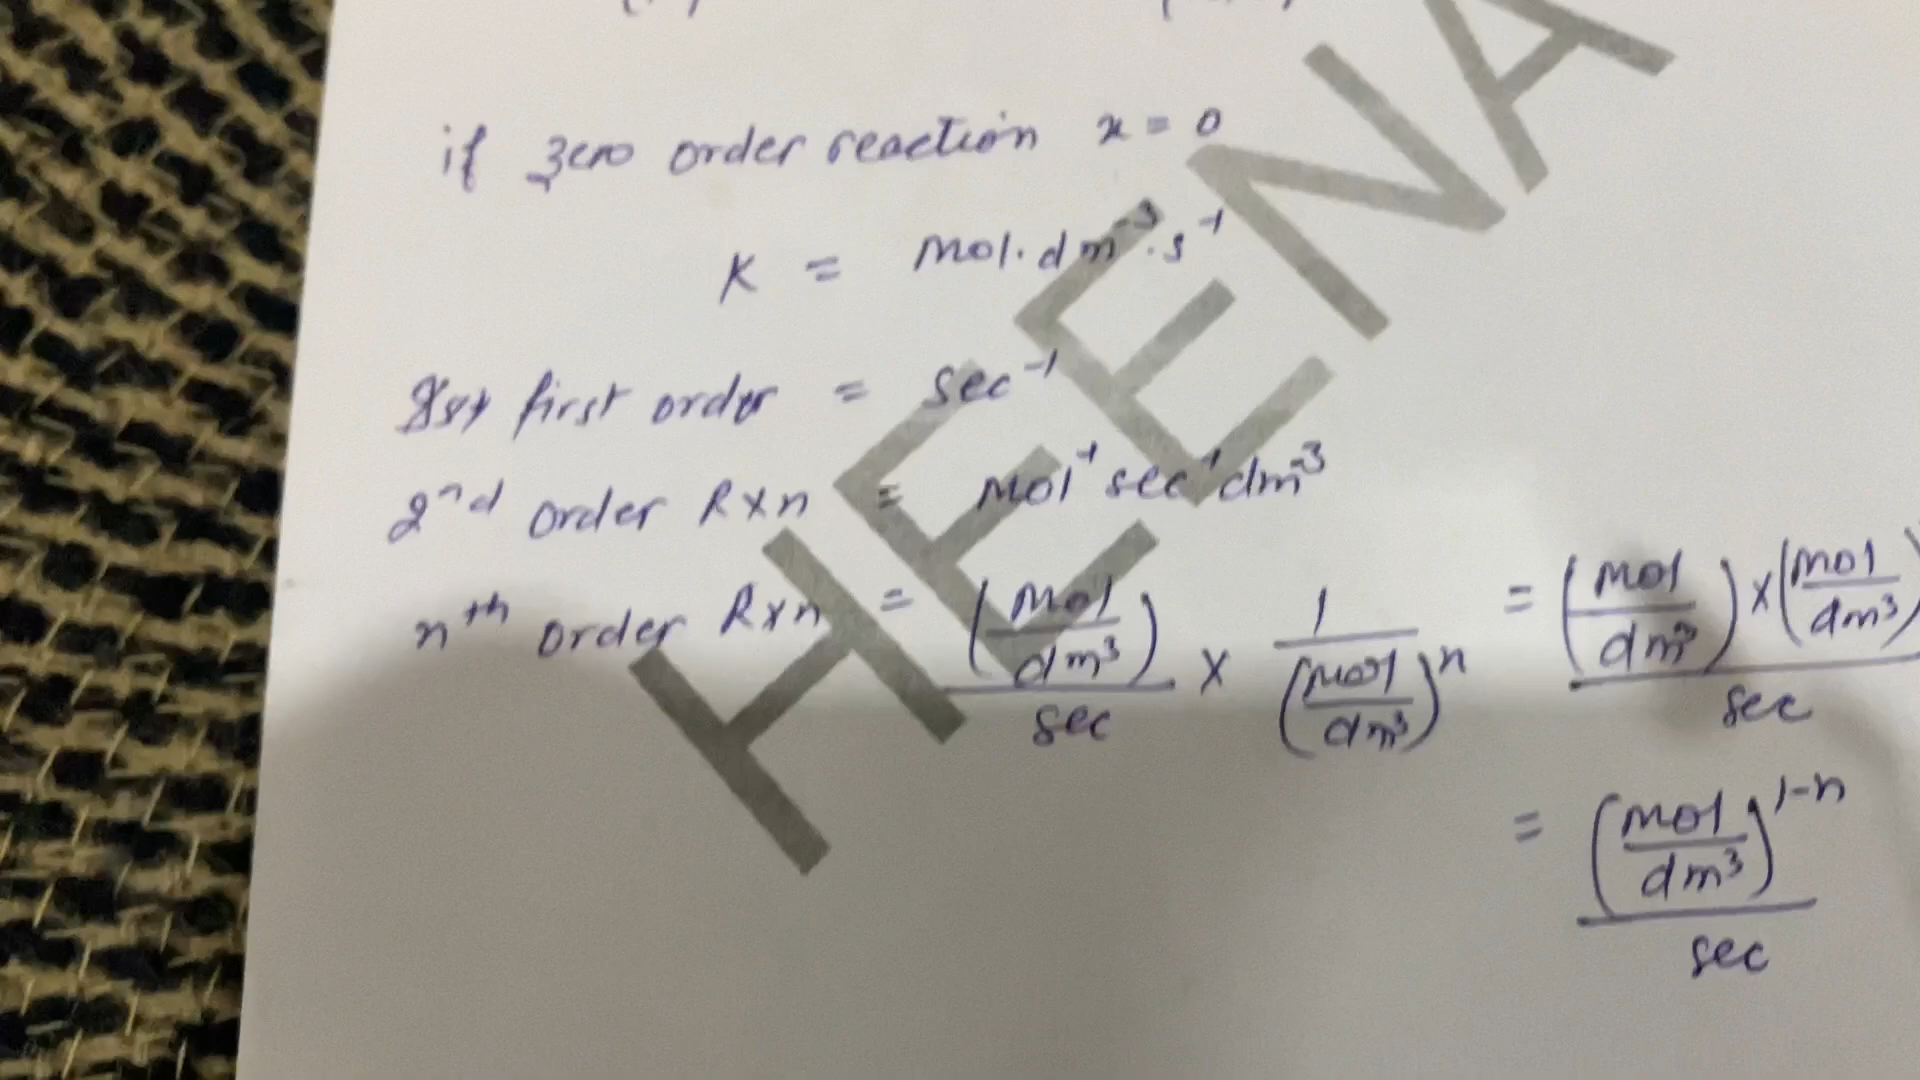 if zero order reaction x = 0
K = mol. dm⁻³. s⁻¹
first order = sec⁻¹
2nd order Rxn = mol⁻¹ sec⁻¹ dm⁻³
nth order Rxn = (mol/dm³)/sec × 1/(mol/dm³)ⁿ = (mol/dm³) × (mol/dm³)/sec
= (mol/dm³)¹⁻ⁿ/sec
HEENA